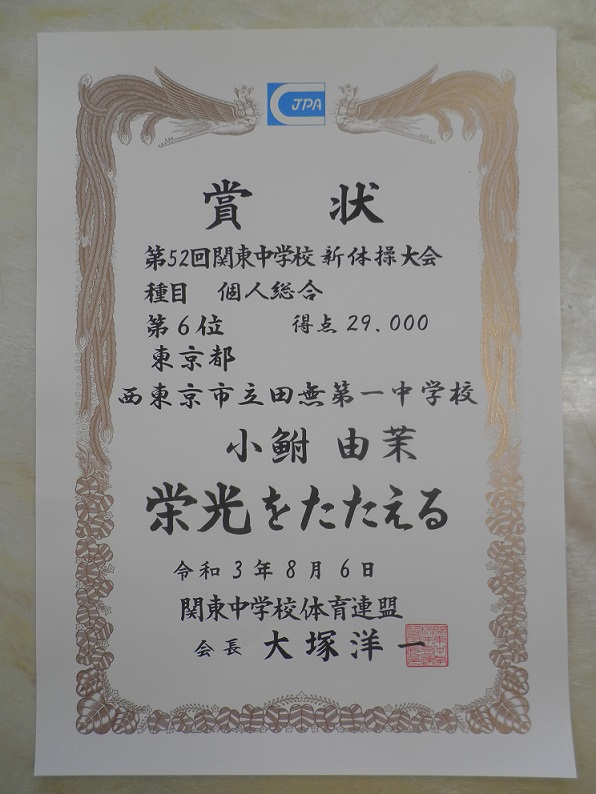 JPA
賞状
第52回関東中学校新体操大会
種目 個人総合
第6位 得点 29.000
東京都
西東京市立田無第一中学校
小鮒 由茉
栄光をたたえる
令和3年8月6日
関東中学校体育連盟
会長 大塚洋一